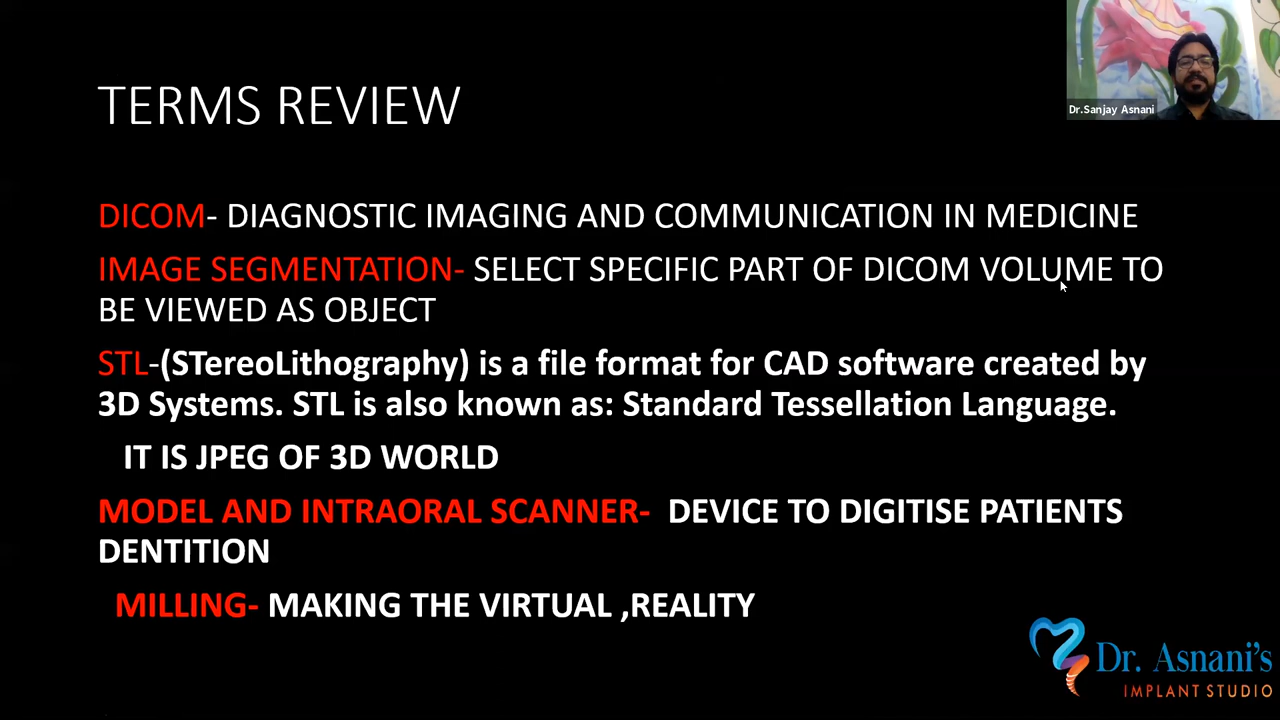 Dr.Sanjay Asnani
TERMS REVIEW
DICOM- DIAGNOSTIC IMAGING AND COMMUNICATION IN MEDICINE
IMAGE SEGMENTATION- SELECT SPECIFIC PART OF DICOM VOLUME TO
BE VIEWED AS OBJECT
STL-(STereoLithography) is a file format for CAD software created by
3D Systems. STL is also known as: Standard Tessellation Language.
IT IS JPEG OF 3D WORLD
MODEL AND INTRAORAL SCANNER- DEVICE TO DIGITISE PATIENTS
DENTITION
MILLING- MAKING THE VIRTUAL ,REALITY
Dr. Asnani's
IMPLANT STUDIO